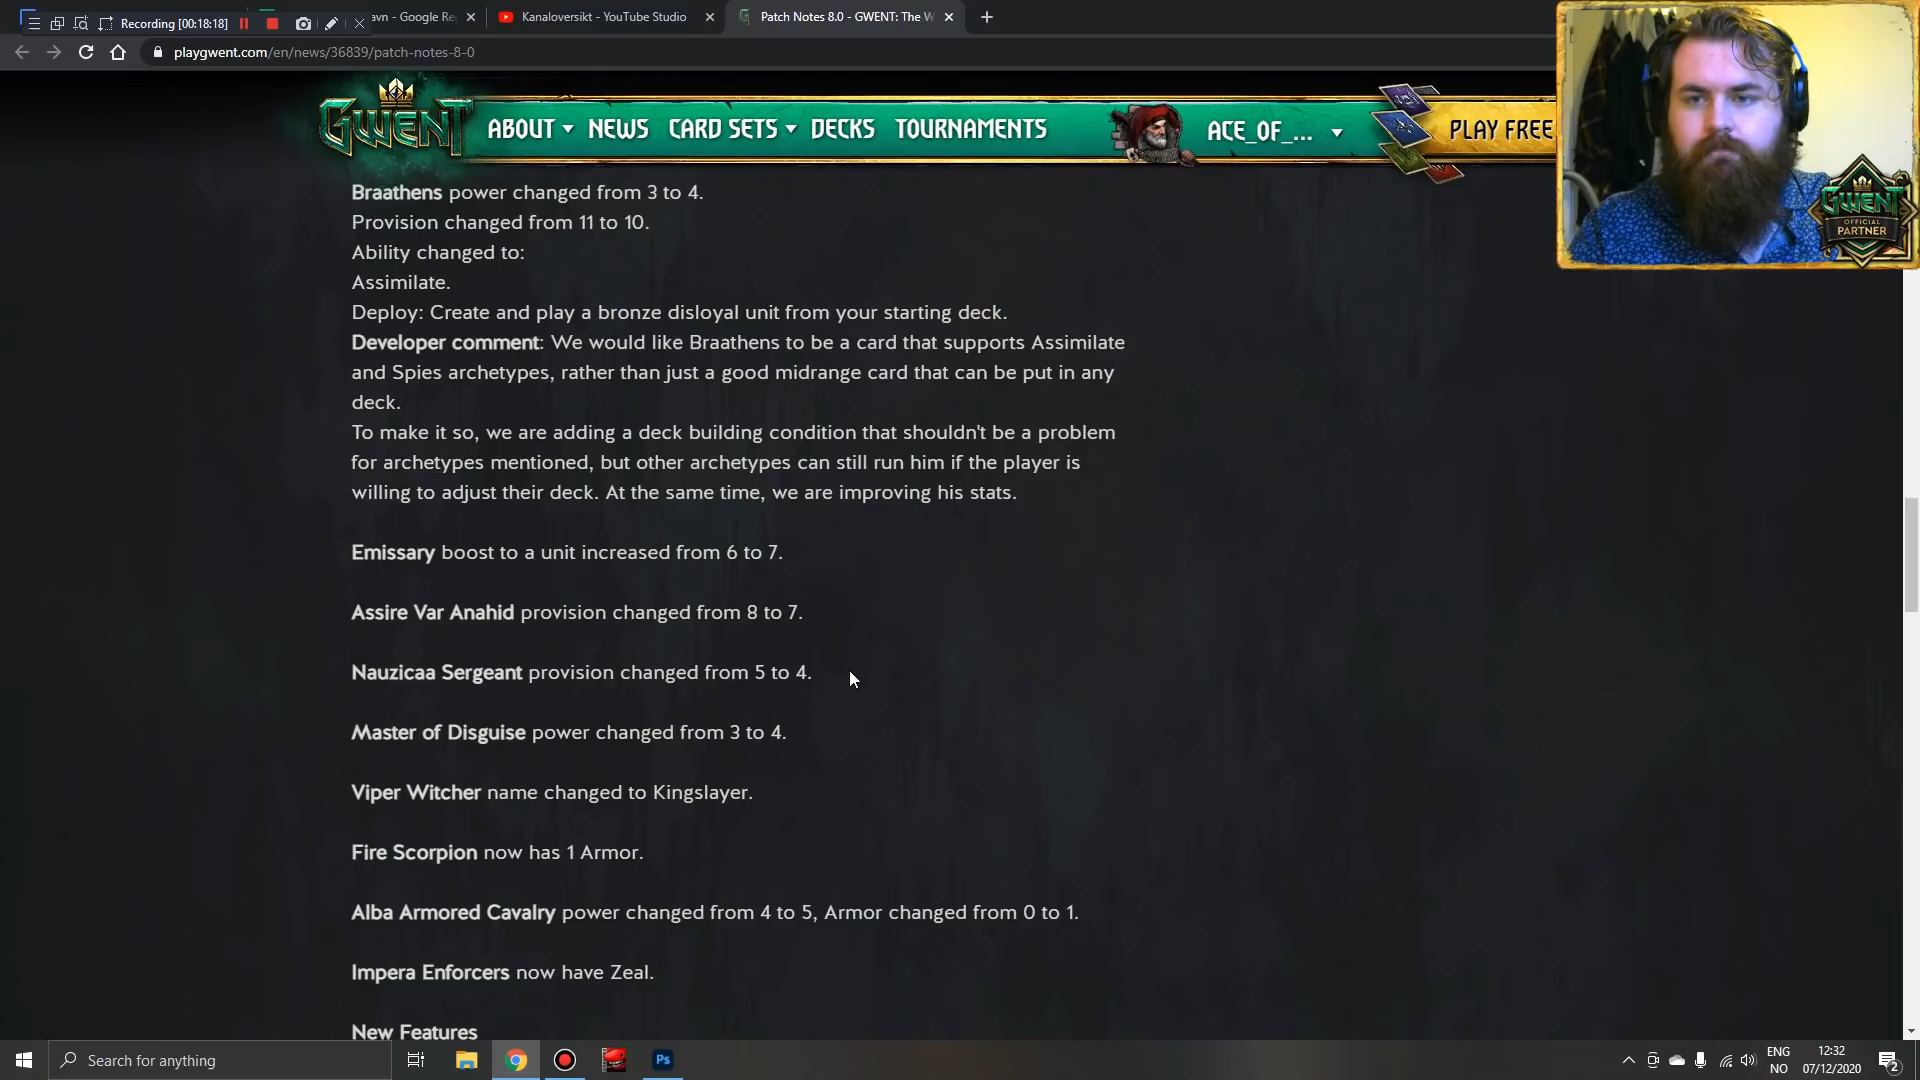 Recording [00:18:18]
avn - Google Re
Kanaloversikt - YouTube Studio
Patch Notes 8.0 - GWENT: The W
playgwent.com/en/news/36839/patch-notes-8-0
GWENT
ABOUT
NEWS
CARD SETS
DECKS
TOURNAMENTS
ACE_OF_...
PLAY FREE
GWENT
OFFICIAL
PARTNER
Braathens power changed from 3 to 4.
Provision changed from 11 to 10.
Ability changed to:
Assimilate.
Deploy: Create and play a bronze disloyal unit from your starting deck.
Developer comment: We would like Braathens to be a card that supports Assimilate
and Spies archetypes, rather than just a good midrange card that can be put in any
deck.
To make it so, we are adding a deck building condition that shouldn't be a problem
for archetypes mentioned, but other archetypes can still run him if the player is
willing to adjust their deck. At the same time, we are improving his stats.
Emissary boost to a unit increased from 6 to 7.
Assire Var Anahid provision changed from 8 to 7.
Nauzicaa Sergeant provision changed from 5 to 4.
Master of Disguise power changed from 3 to 4.
Viper Witcher name changed to Kingslayer.
Fire Scorpion now has 1 Armor.
Alba Armored Cavalry power changed from 4 to 5, Armor changed from 0 to 1.
Impera Enforcers now have Zeal.
New Features
Search for anything
Ps
ENG
NO
12:32
07/12/2020
2